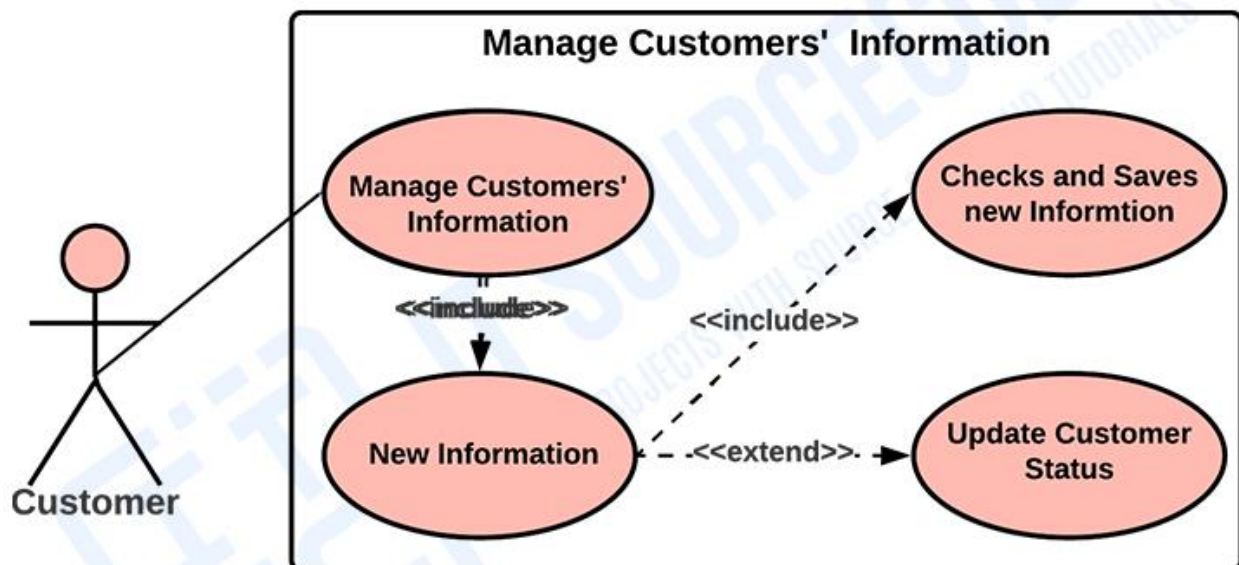 Manage Customers' Information
Manage Customers'
Information
Checks and Saves
new Informtion
<<include>>
<<include>>
New Information
<<extend>>
Update Customer
Status
Customer